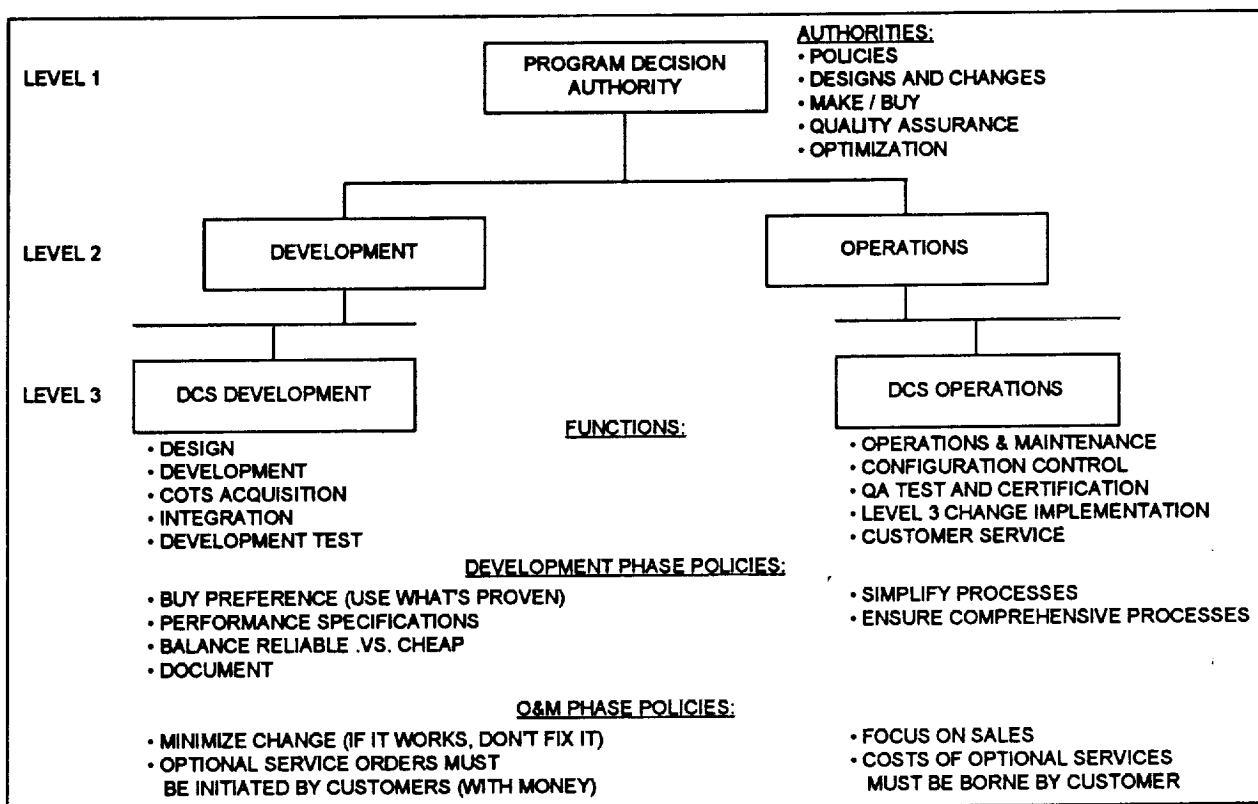 AUTHORITIES:
LEVEL 1
PROGRAM DECISION
AUTHORITY
• POLICIES
• DESIGNS AND CHANGES
• MAKE / BUY
• QUALITY ASSURANCE
• OPTIMIZATION
LEVEL 2
DEVELOPMENT
OPERATIONS
LEVEL 3
DCS DEVELOPMENT
DCS OPERATIONS
FUNCTIONS:
• DESIGN
• DEVELOPMENT
• COTS ACQUISITION
• INTEGRATION
• DEVELOPMENT TEST
• OPERATIONS & MAINTENANCE
• CONFIGURATION CONTROL
• QA TEST AND CERTIFICATION
• LEVEL 3 CHANGE IMPLEMENTATION
• CUSTOMER SERVICE
DEVELOPMENT PHASE POLICIES:
• BUY PREFERENCE (USE WHAT'S PROVEN)
• PERFORMANCE SPECIFICATIONS
• BALANCE RELIABLE .VS. CHEAP
• DOCUMENT
• SIMPLIFY PROCESSES
• ENSURE COMPREHENSIVE PROCESSES
O&M PHASE POLICIES:
• MINIMIZE CHANGE (IF IT WORKS, DON'T FIX IT)
• OPTIONAL SERVICE ORDERS MUST
BE INITIATED BY CUSTOMERS (WITH MONEY)
• FOCUS ON SALES
• COSTS OF OPTIONAL SERVICES
MUST BE BORNE BY CUSTOMER